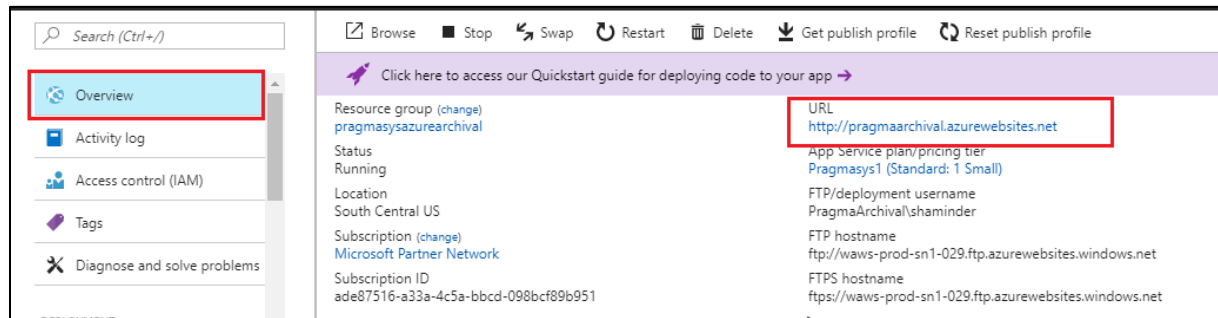 Search (Ctrl+/)
Overview
Activity log
Access control (IAM)
Tags
Diagnose and solve problems
Browse Stop Swap Restart Delete Get publish profile Reset publish profile
Click here to access our Quickstart guide for deploying code to your app →
Resource group (change)
pragmasysazurearchival
Status
Running
Location
South Central US
Subscription (change)
Microsoft Partner Network
Subscription ID
ade87516-a33a-4c5a-bbcd-098bcf89b951
URL
http://pragmaarchival.azurewebsites.net
App Service plan/pricing tier
Pragmasys1 (Standard: 1 Small)
FTP/deployment username
PragmaArchival\shaminder
FTP hostname
ftp://waws-prod-sn1-029.ftp.azurewebsites.windows.net
FTPS hostname
ftps://waws-prod-sn1-029.ftp.azurewebsites.windows.net